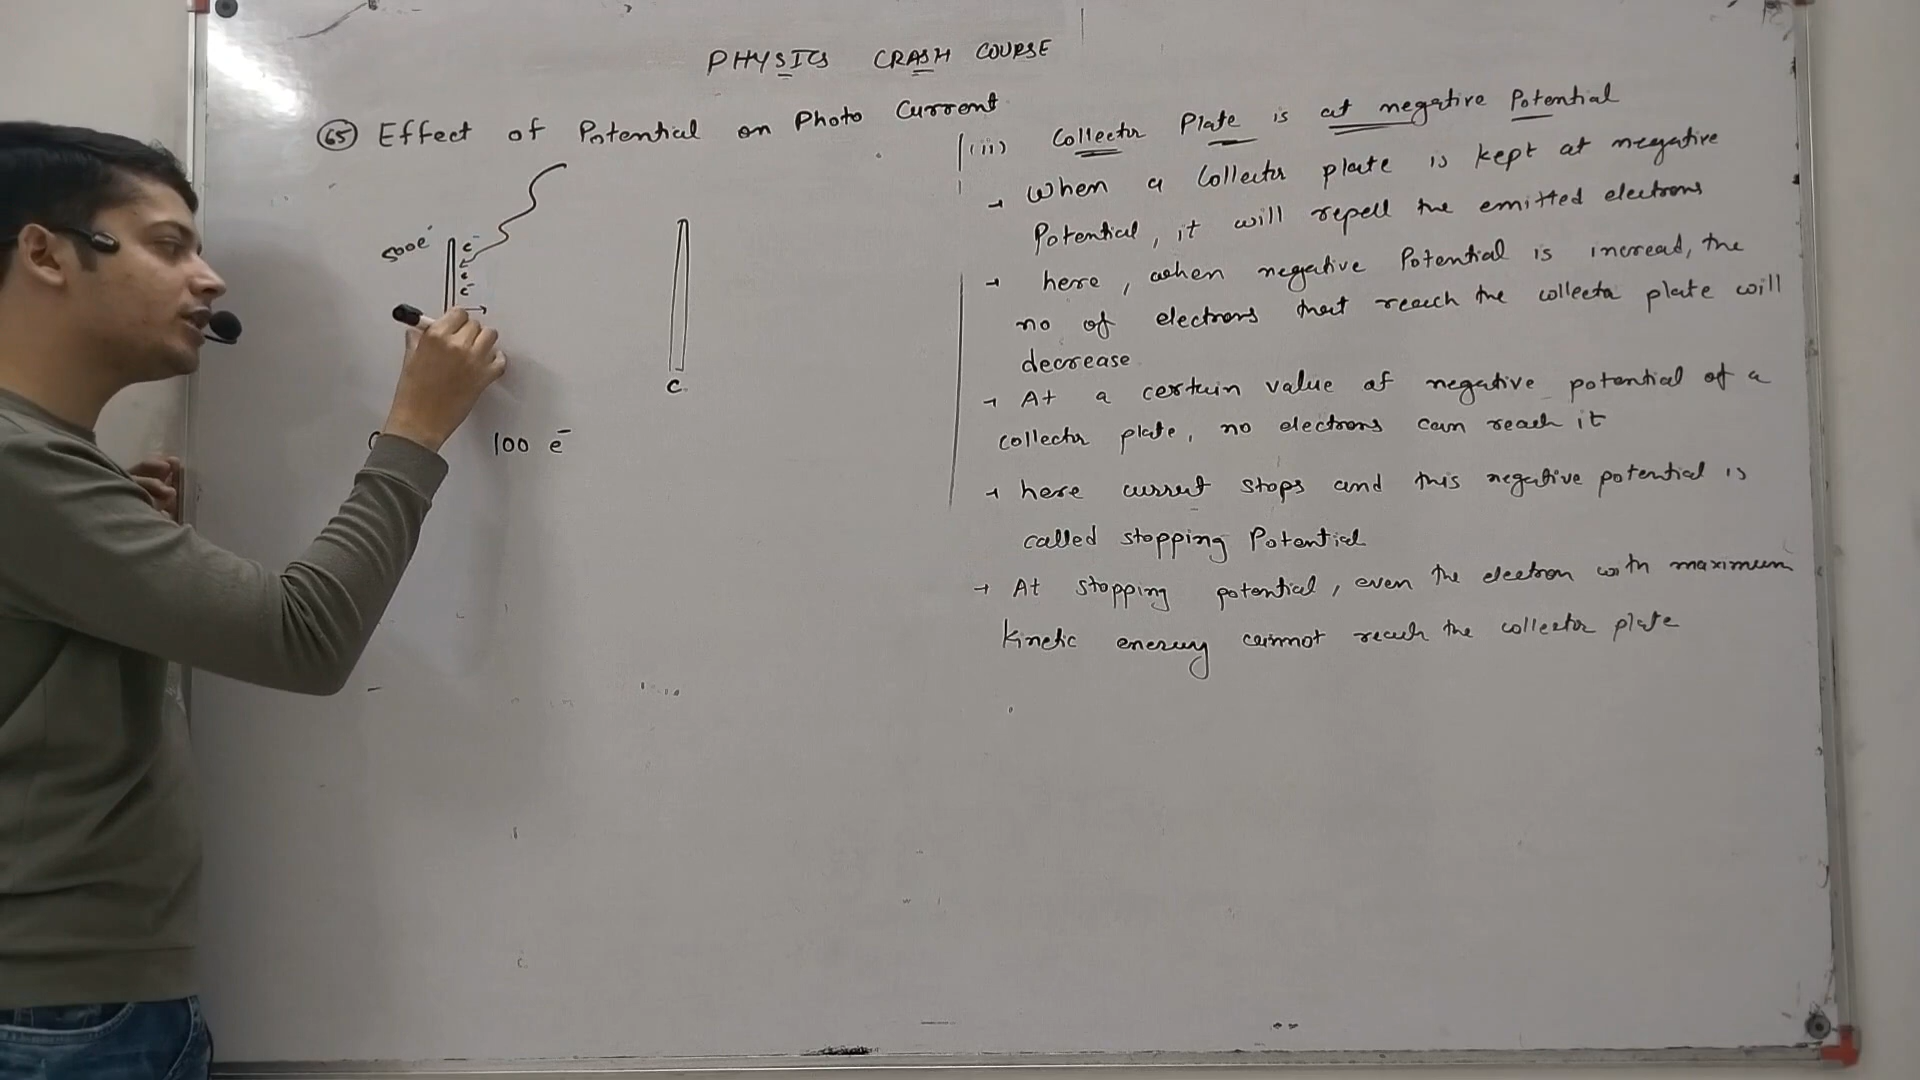 PHYSICS CRASH COURSE
65 Effect of Potential on Photo Current
500e⁻
e⁻
e
e⁻
C
100 e⁻
(ii) Collector Plate is at negative Potential
→ When a Collector plate is kept at negative
Potential, it will repell the emitted electrons
→ here, when negative Potential is incread, the
no of electrons that reach the collecta plate will
decrease
→ At a certain value of negative potential of a
collector plate, no electrons can reach it
→ here current stops and this negative potential is
called stopping Potential
→ At stopping potential, even the electron with maximum
Kinetic energy cannot reach the collector plate